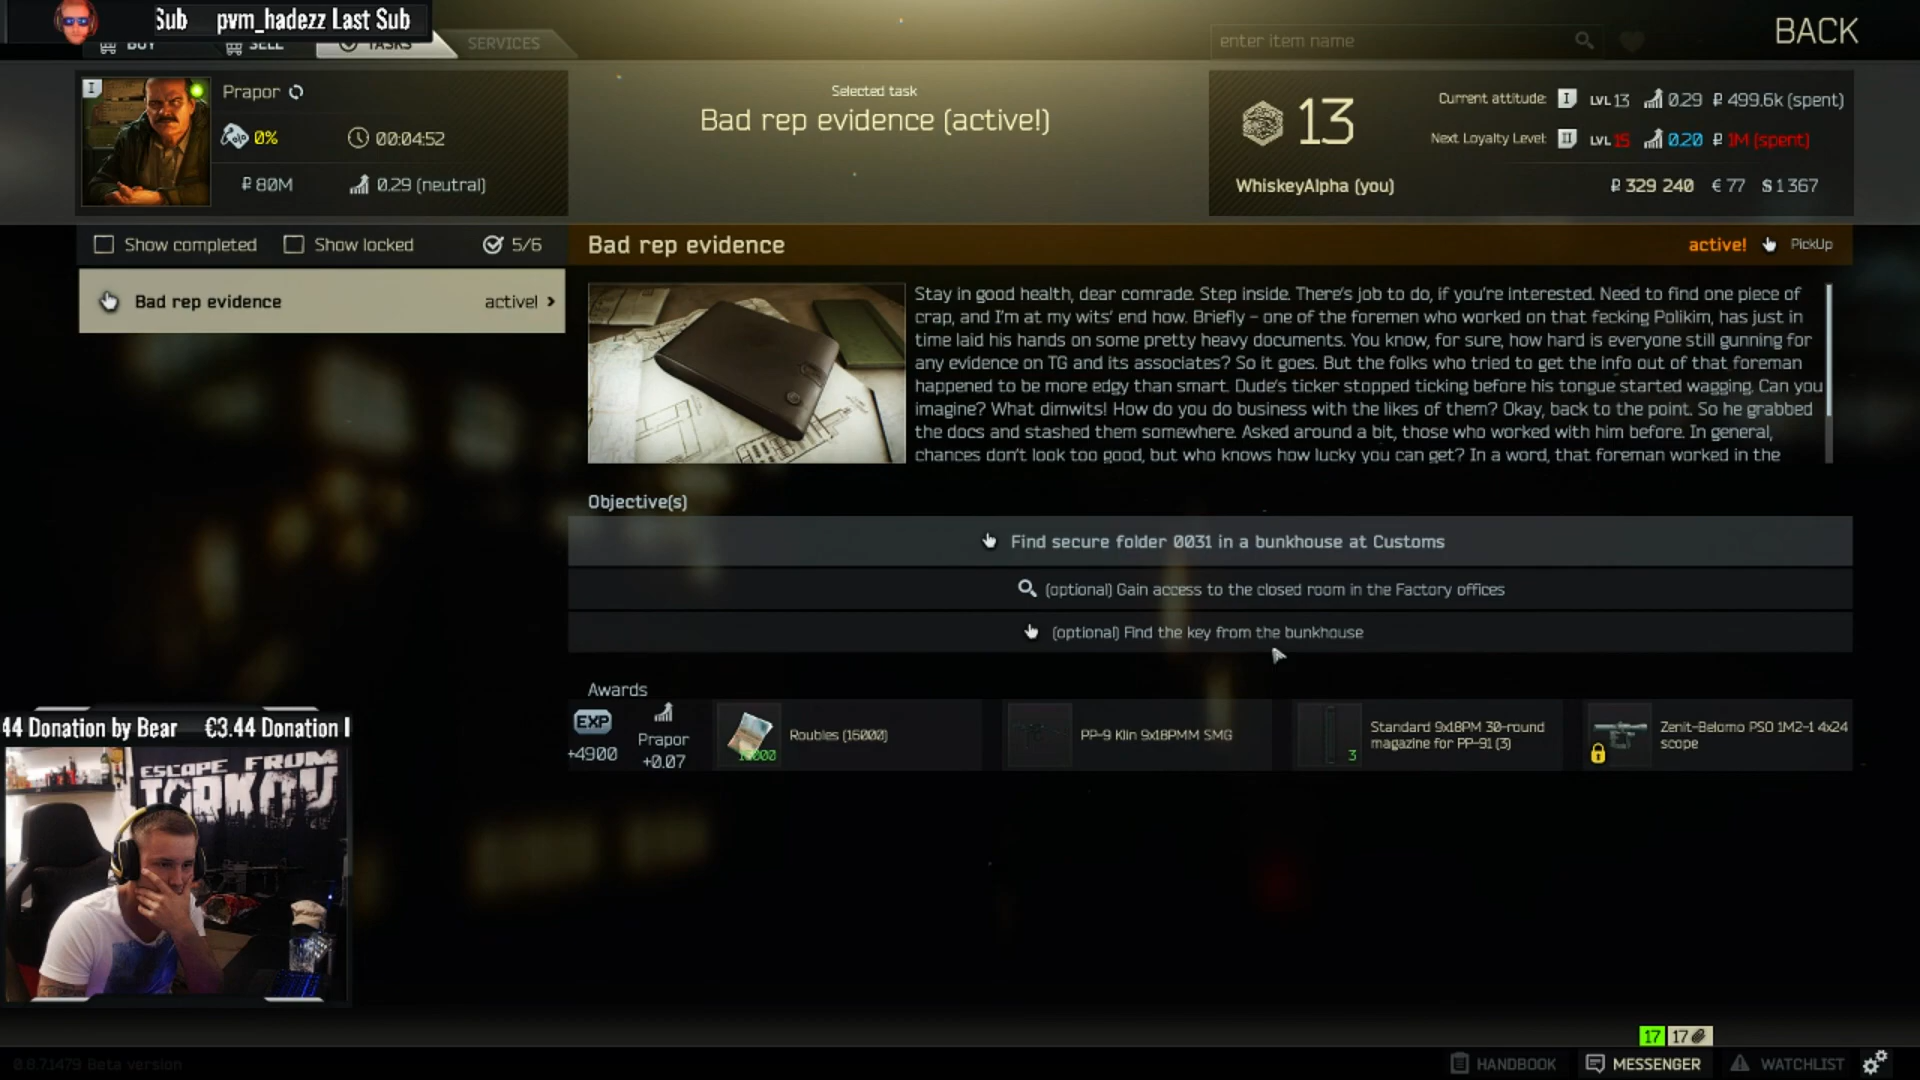 Sub pvm_hadezz Last Sub
BUY SELL TASKS SERVICES
enter item name
BACK
I
Prapor
0% 00:04:52
₽ 80M 0.29 (neutral)
Selected task
Bad rep evidence (active!)
13
WhiskeyAlpha (you)
Current attitude: I LVL 13 0.29 ₽ 499.6k (spent)
Next Loyalty Level: II LVL 15 0.20 ₽ 1M (spent)
₽ 329 240 € 77 $ 1 367
Show completed Show locked 5/6
Bad rep evidence active!
Bad rep evidence active! PickUp
Stay in good health, dear comrade. Step inside. There's job to do, if you're interested. Need to find one piece of
crap, and I'm at my wits' end how. Briefly – one of the foremen who worked on that fecking Polikim, has just in
time laid his hands on some pretty heavy documents. You know, for sure, how hard is everyone still gunning for
any evidence on TG and its associates? So it goes. But the folks who tried to get the info out of that foreman
happened to be more edgy than smart. Dude's ticker stopped ticking before his tongue started wagging. Can you
imagine? What dimwits! How do you do business with the likes of them? Okay, back to the point. So he grabbed
the docs and stashed them somewhere. Asked around a bit, those who worked with him before. In general,
chances don't look too good, but who knows how lucky you can get? In a word, that foreman worked in the
Objective(s)
Find secure folder 0031 in a bunkhouse at Customs
(optional) Gain access to the closed room in the Factory offices
(optional) Find the key from the bunkhouse
Awards
EXP
+4900
Prapor
+0.07
16000
Roubles (16000)
PP-9 Klin 9x18PMM SMG
3
Standard 9x18PM 30-round
magazine for PP-91 (3)
Zenit-Belomo PSO 1M2-1 4x24
scope
44 Donation by Bear €3.44 Donation
ESCAPE FROM
TARKOV
17 17
0.8.7.1479 Beta version
HANDBOOK MESSENGER WATCHLIST